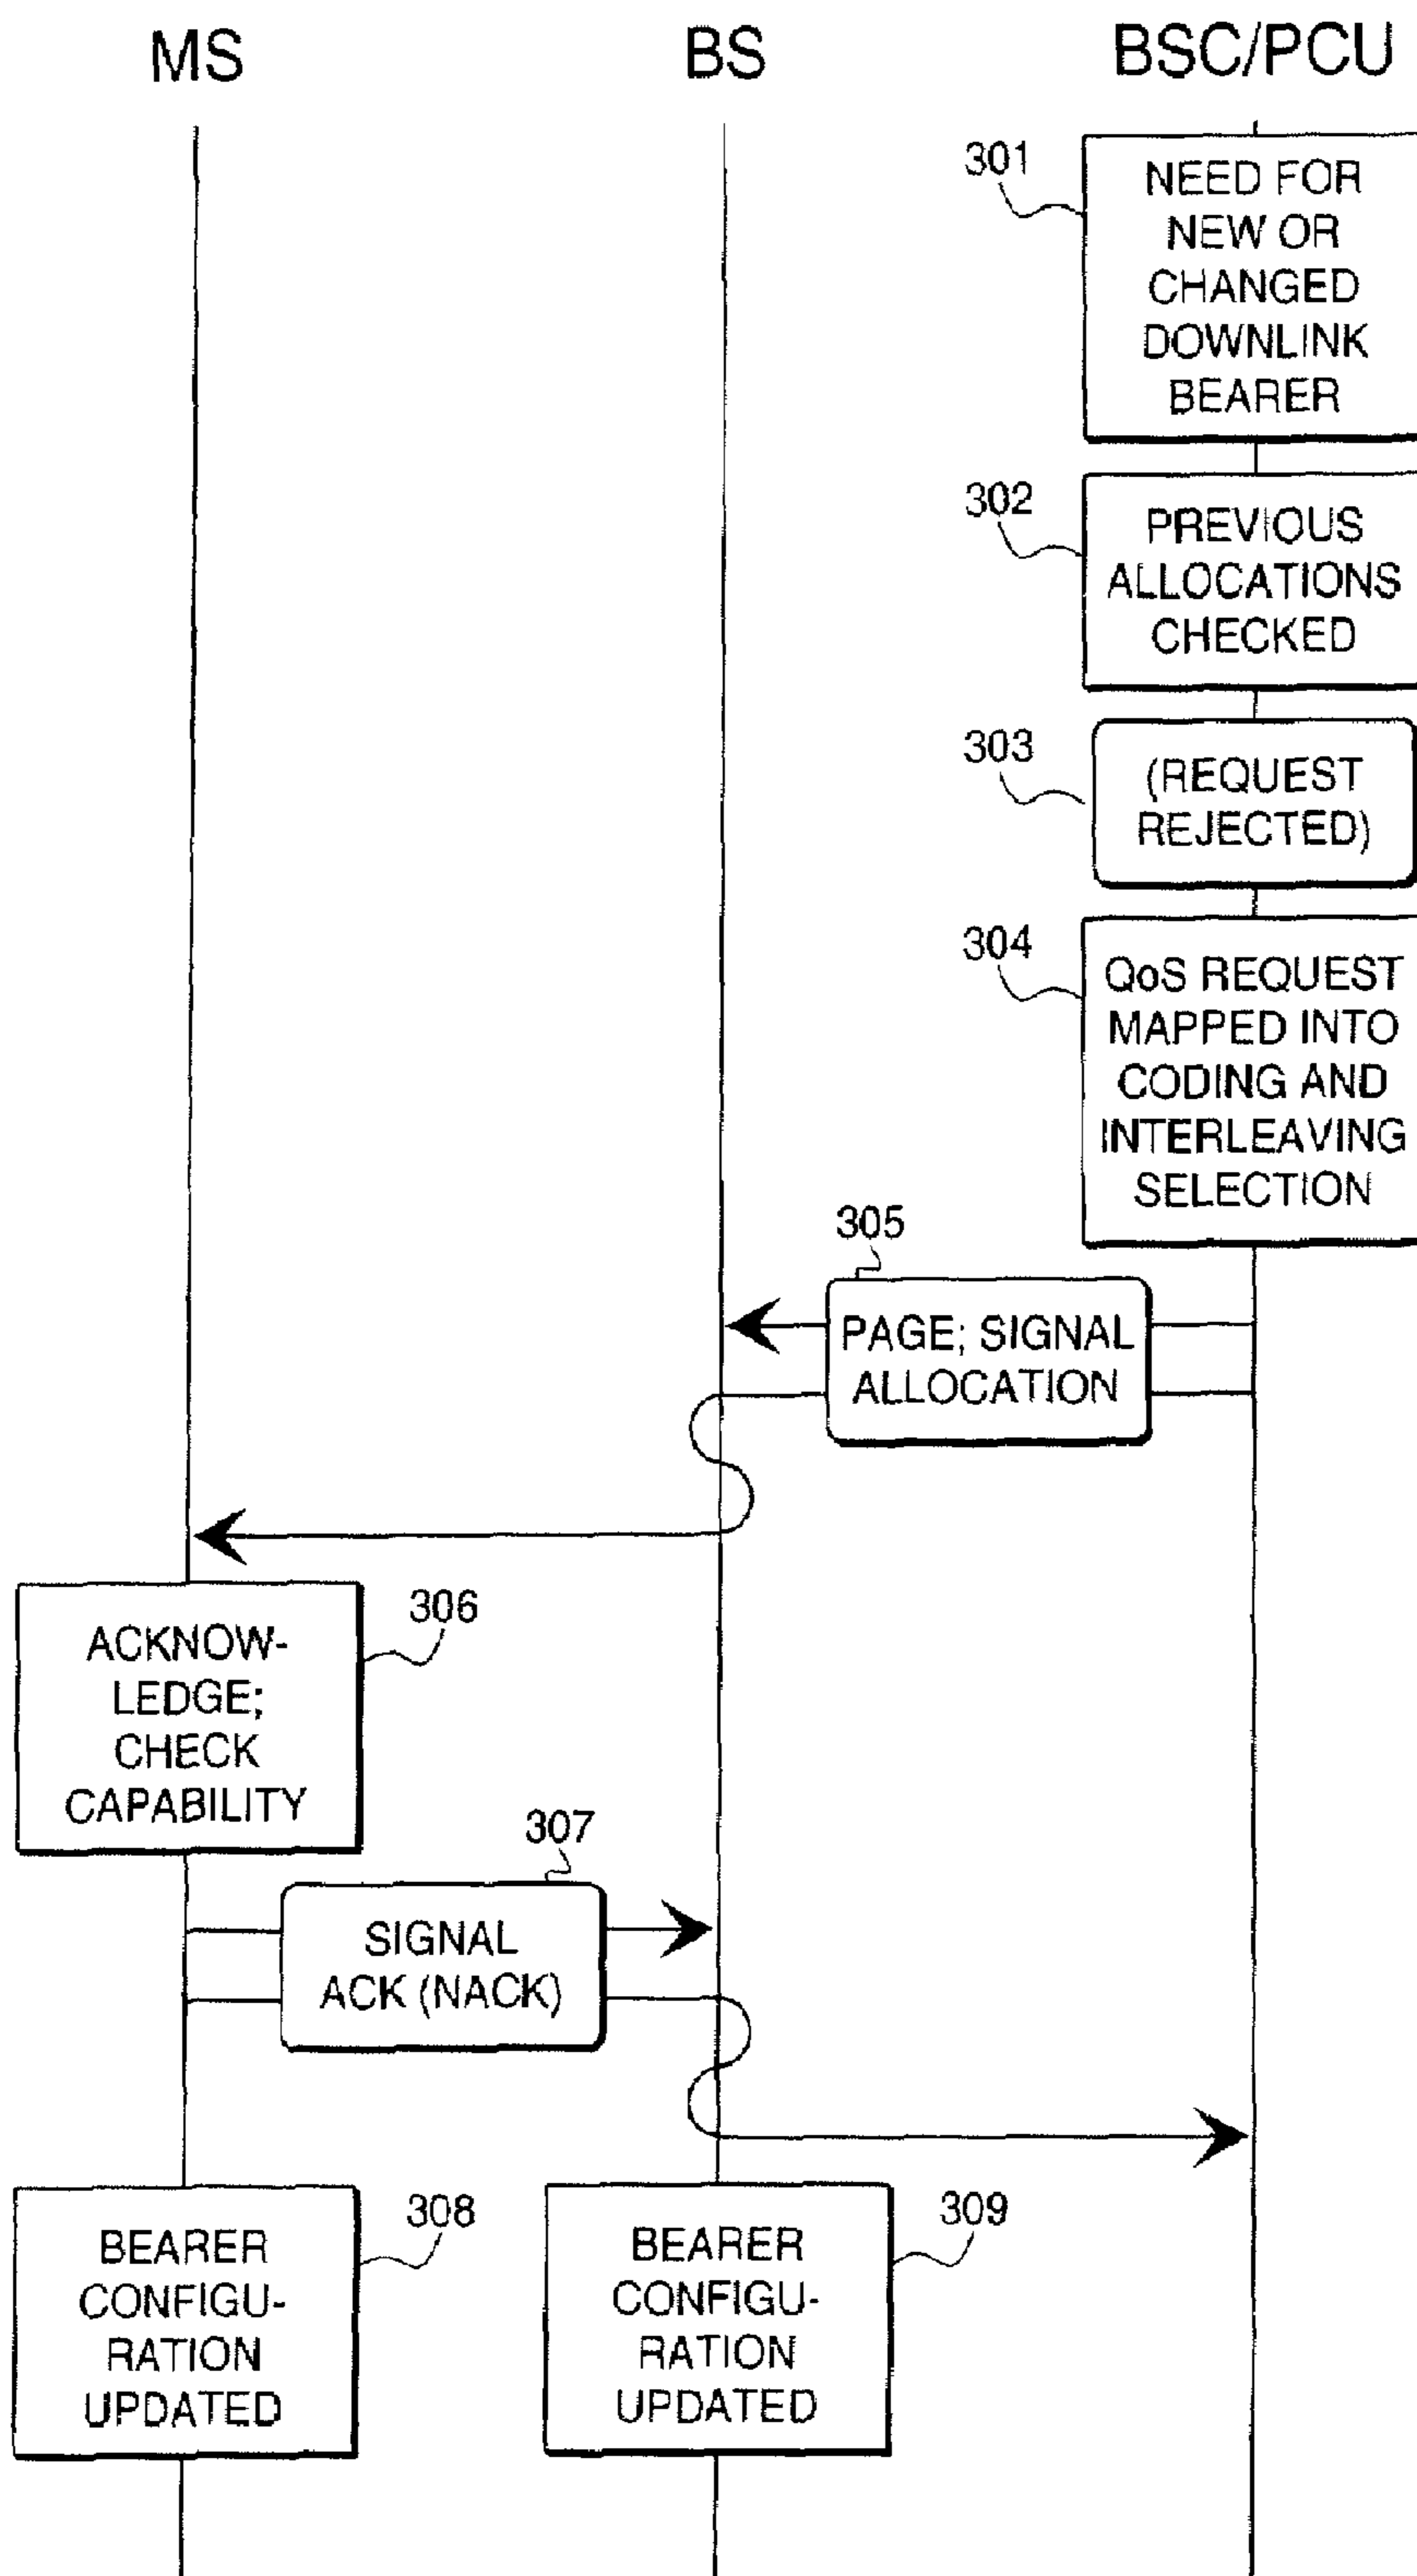 MS
BS
BSC/PCU
301
NEED FOR
NEW OR
CHANGED
DOWNLINK
BEARER
302
PREVIOUS
ALLOCATIONS
CHECKED
303
(REQUEST
REJECTED)
304
QoS REQUEST
MAPPED INTO
CODING AND
INTERLEAVING
SELECTION
305
PAGE; SIGNAL
ALLOCATION
306
ACKNOW-
LEDGE;
CHECK
CAPABILITY
307
SIGNAL
ACK (NACK)
308
BEARER
CONFIGU-
RATION
UPDATED
309
BEARER
CONFIGU-
RATION
UPDATED